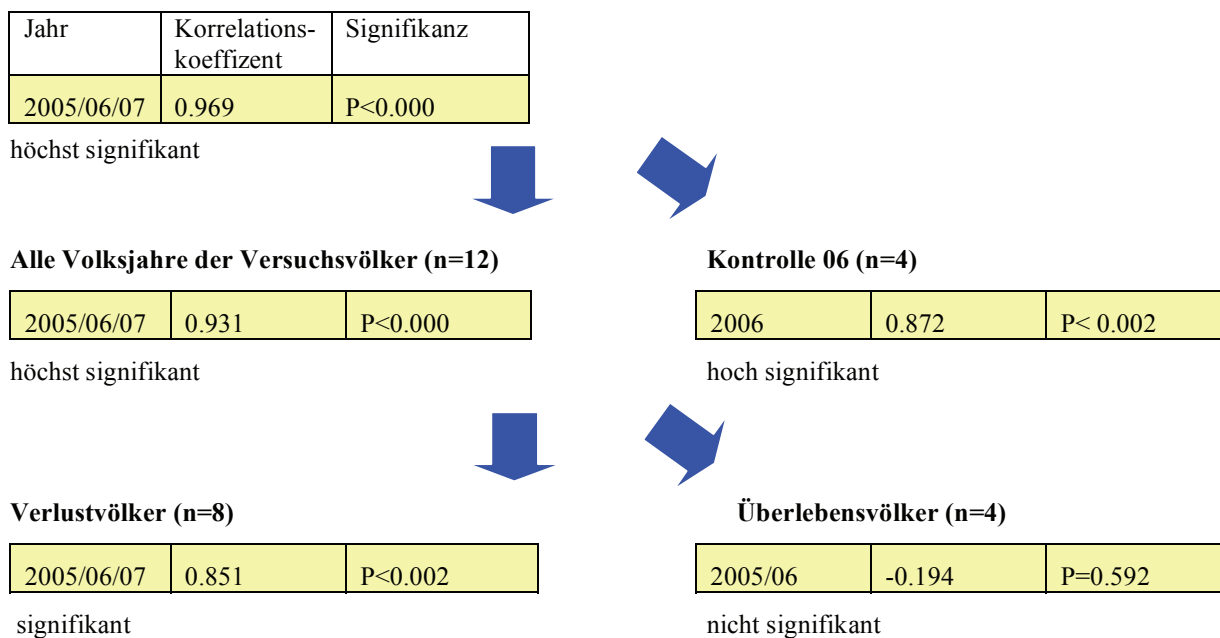 Jahr Korrelations- Signifikanz
koeffizent
2005/06/07 0.969 P<0.000
höchst signifikant
Alle Volksjahre der Versuchsvölker (n=12) Kontrolle 06 (n=4)
2005/06/07 0.931 P<0.000 2006 0.872 P< 0.002
höchst signifikant hoch signifikant
Verlustvölker (n=8) Überlebensvölker (n=4)
2005/06/07 0.851 P<0.002 2005/06 -0.194 P=0.592
signifikant nicht signifikant